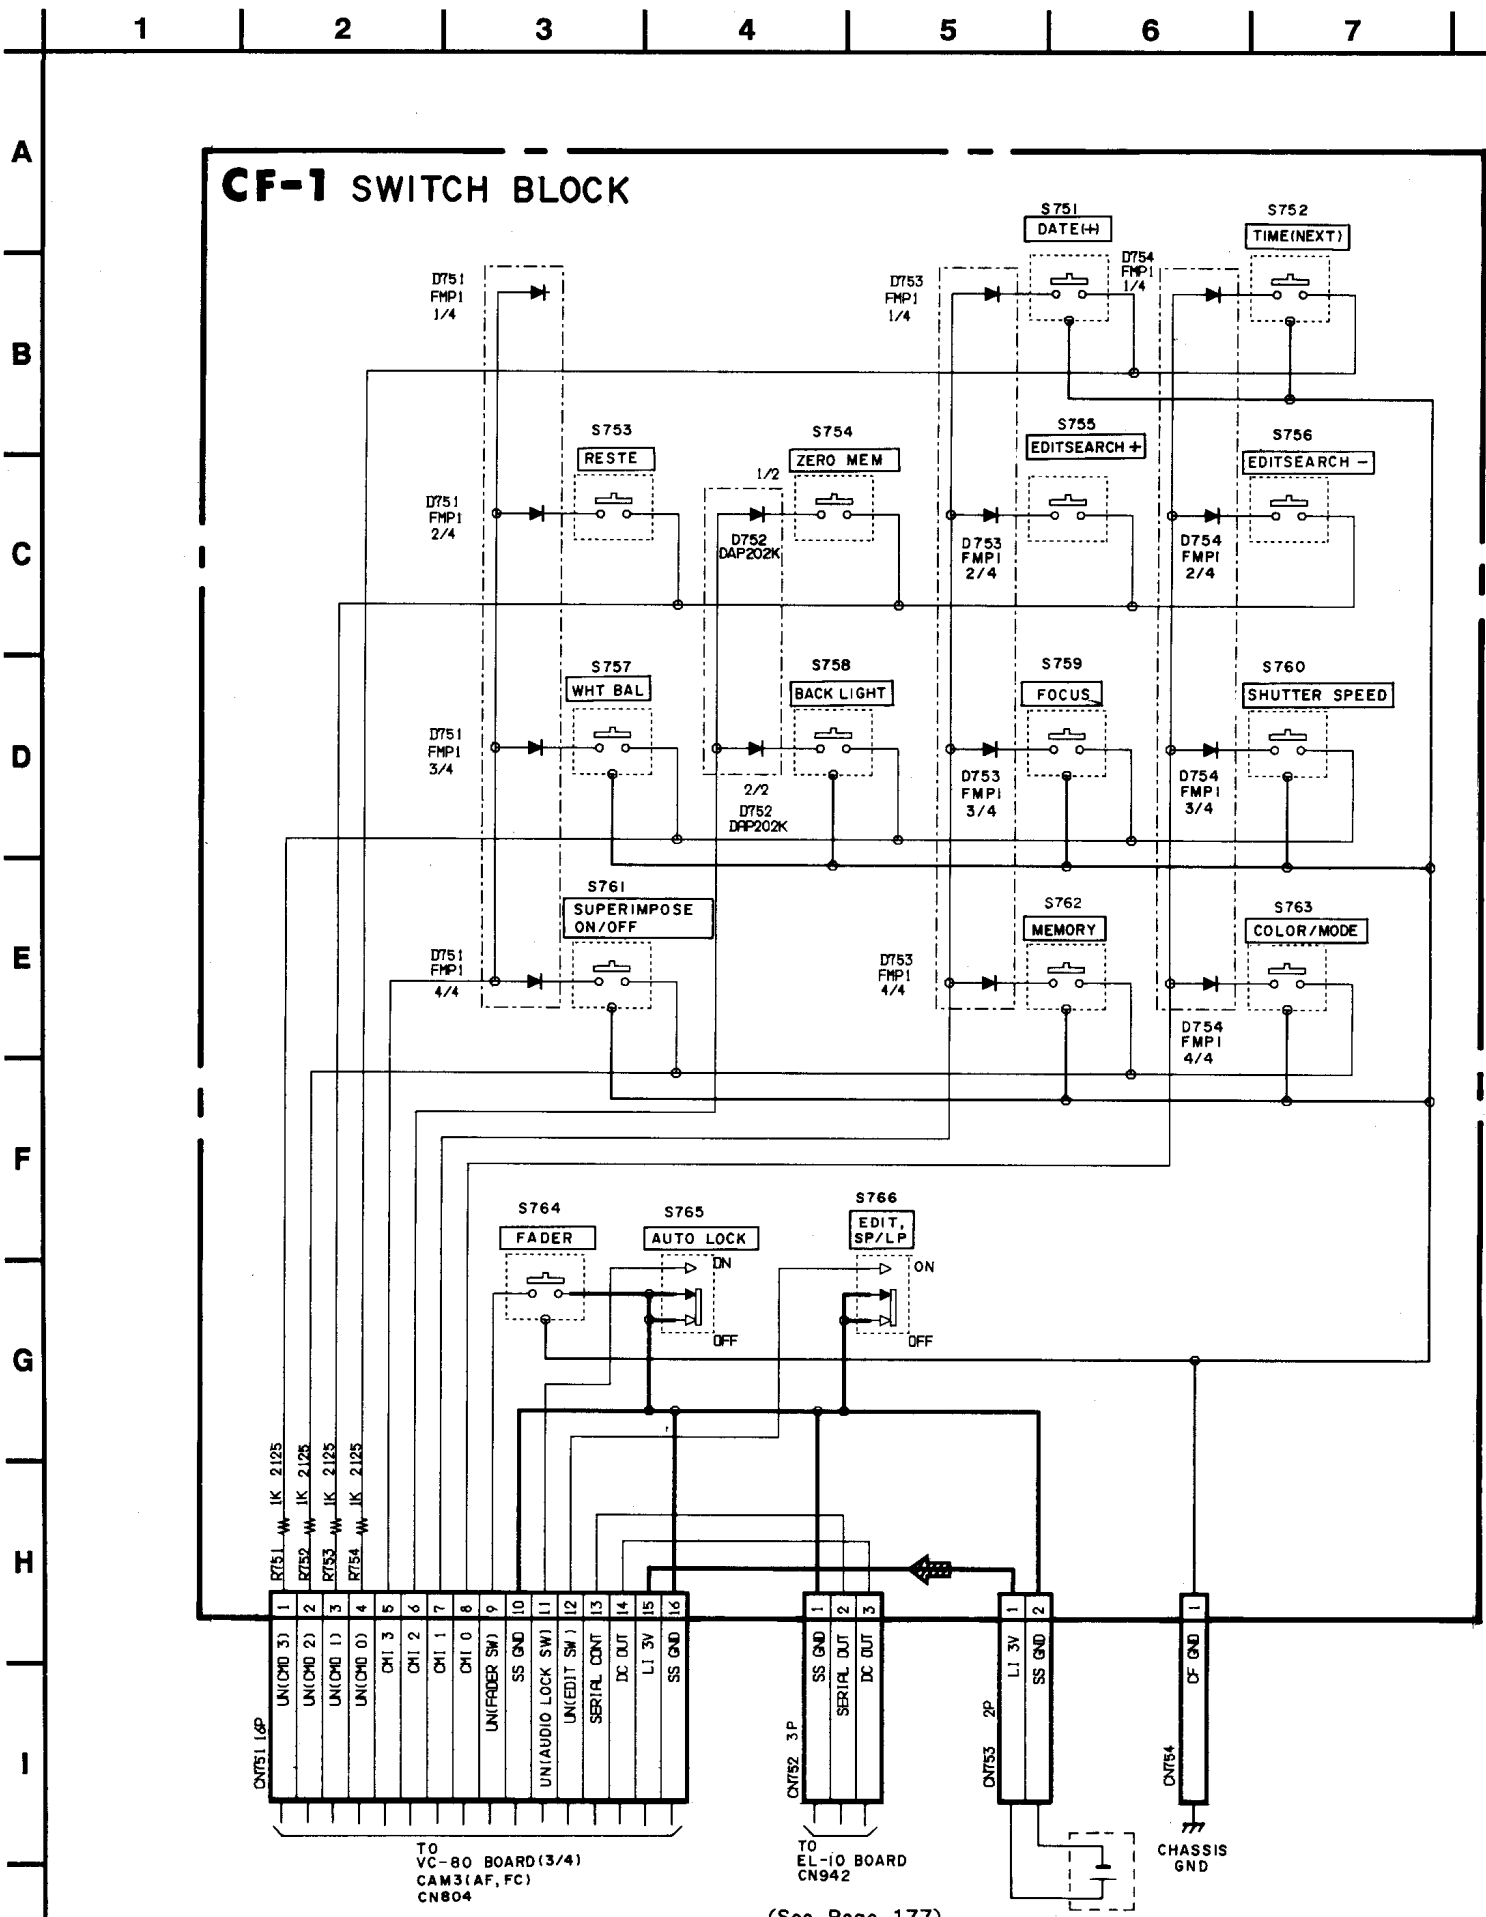 1 2 3 4 5 6 7
A
B
C
D
E
F
G
H
I
CF-1 SWITCH BLOCK
S751
DATE(+)
S752
TIME(NEXT)
D751
FMP1
1/4
D753
FMP1
1/4
D754
FMP1
1/4
S753
RESTE
S754
ZERO MEM
S755
EDITSEARCH +
S756
EDITSEARCH -
D751
FMP1
2/4
1/2
D752
DAP202K
D753
FMP1
2/4
D754
FMP1
2/4
S757
WHT BAL
S758
BACK LIGHT
S759
FOCUS
S760
SHUTTER SPEED
D751
FMP1
3/4
2/2
D752
DAP202K
D753
FMP1
3/4
D754
FMP1
3/4
S761
SUPERIMPOSE
ON/OFF
S762
MEMORY
S763
COLOR/MODE
D751
FMP1
4/4
D753
FMP1
4/4
D754
FMP1
4/4
S764
FADER
S765
AUTO LOCK
ON
OFF
S766
EDIT,
SP/LP
ON
OFF
R751 1K 2125
R752 1K 2125
R753 1K 2125
R754 1K 2125
CN751 16P
1 UN(CMO 3)
2 UN(CMO 2)
3 UN(CMO 1)
4 UN(CMO 0)
5 CMI 3
6 CMI 2
7 CMI 1
8 CMI 0
9 UN(FADER SW)
10 SS GND
11 UN(AUDIO LOCK SW)
12 UN(EDIT SW)
13 SERIAL CONT
14 DC OUT
15 LI 3V
16 SS GND
CN752 3P
1 SS GND
2 SERIAL OUT
3 DC OUT
CN753 2P
1 LI 3V
2 SS GND
CN754
1 CF GND
TO
VC-80 BOARD(3/4)
CAM3(AF,FC)
CN804
TO
EL-10 BOARD
CN942
CHASSIS
GND
(See Page 177)